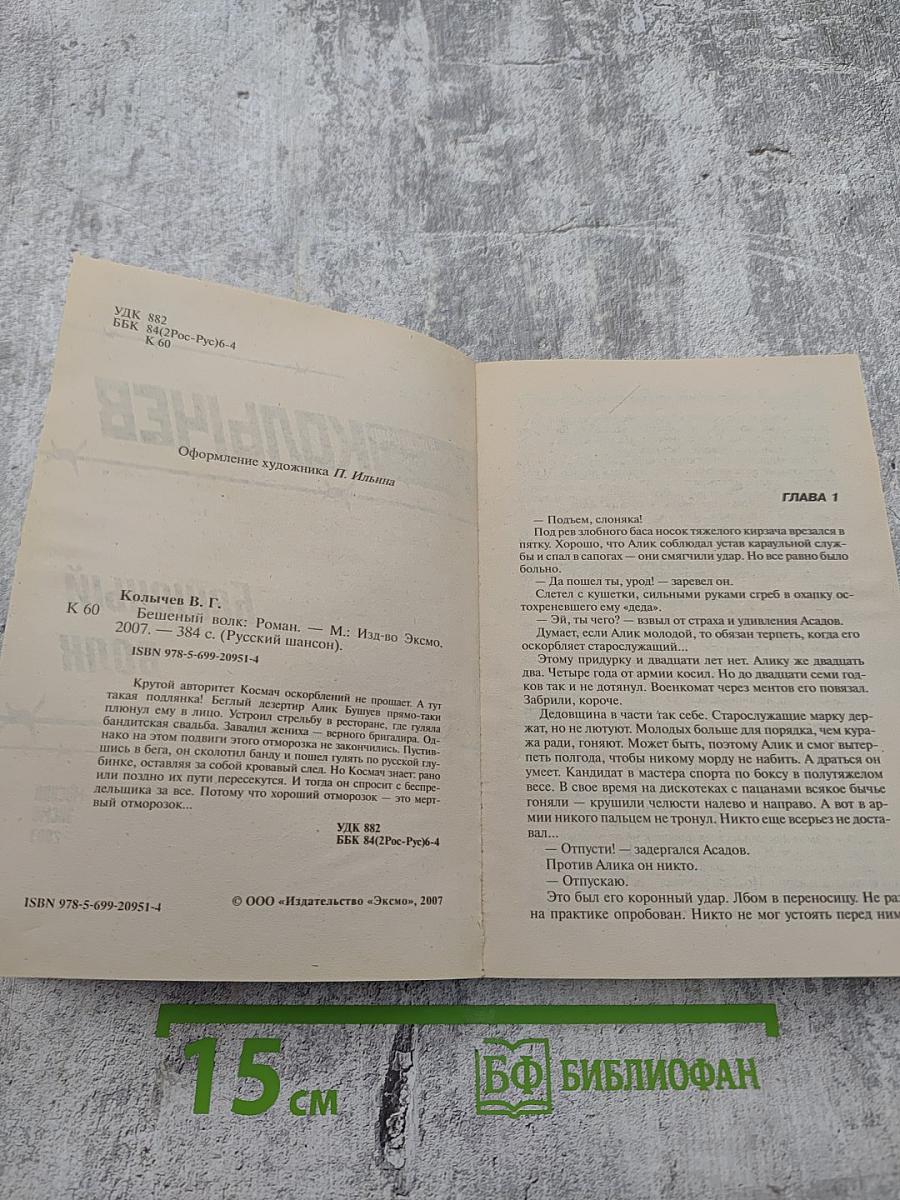 УДК 882
ББК 84(2Рос-Рус)6-4
К 60
КОЛЫЧЕВ
Оформление художника П. Ильина
Колычев В. Г.
К 60 Бешеный волк: Роман. — М.: Изд-во Эксмо,
2007. — 384 с. (Русский шансон).
ISBN 978-5-699-20951-4
Крутой авторитет Космач оскорблений не прощает. А тут
такая подлянка! Беглый дезертир Алик Бушуев прямо-таки
плюнул ему в лицо. Устроил стрельбу в ресторане, где гуляла
бандитская свадьба. Завалил жениха — верного бригадира. Од-
нако на этом подвиги этого отморозка не закончились. Пустив-
шись в бега, он сколотил банду и пошел гулять по русской глу-
бинке, оставляя за собой кровавый след. Но Космач знает: рано
или поздно их пути пересекутся. И тогда он спросит с беспре-
дельщика за все. Потому что хороший отморозок — это мерт-
вый отморозок...
УДК 882
ББК 84(2Рос-Рус)6-4
ISBN 978-5-699-20951-4
© ООО «Издательство «Эксмо», 2007
ГЛАВА 1
— Подъем, слоняка!
Под рев злобного баса носок тяжелого кирзача врезался в
пятку. Хорошо, что Алик соблюдал устав караульной служ-
бы и спал в сапогах — они смягчили удар. Но все равно было
больно.
— Да пошел ты, урод! — заревел он.
Слетел с кушетки, сильными руками сгреб в охапку ос-
тохреневшего ему «деда».
— Эй, ты чего? — взвыл от страха и удивления Асадов.
Думает, если Алик молодой, то обязан терпеть, когда его
оскорбляет старослужащий...
Этому придурку и двадцати лет нет. Алику же двадцать
два. Четыре года от армии косил. Но до двадцати семи год-
ков так и не дотянул. Военкомат через ментов его повязал.
Забрили, короче.
Дедовщина в части так себе. Старослужащие марку дер-
жат, но не лютуют. Молодых больше для порядка, чем кура-
жа ради, гоняют. Может быть, поэтому Алик и смог вытер-
петь полгода, чтобы никому морду не набить. А драться он
умеет. Кандидат в мастера спорта по боксу в полутяжелом
весе. В свое время на дискотеках с пацанами всякое бычье
гоняли — крушили челюсти налево и направо. А вот в ар-
мии никого пальцем не тронул. Никто еще всерьез не доста-
вал...
— Отпусти! — задергался Асадов.
Против Алика он никто.
— Отпускаю.
Это был его коронный удар. Лбом в переносицу. Не раз
на практике опробован. Никто не мог устоять перед ним
15 см
БФ БИБЛИОФАН